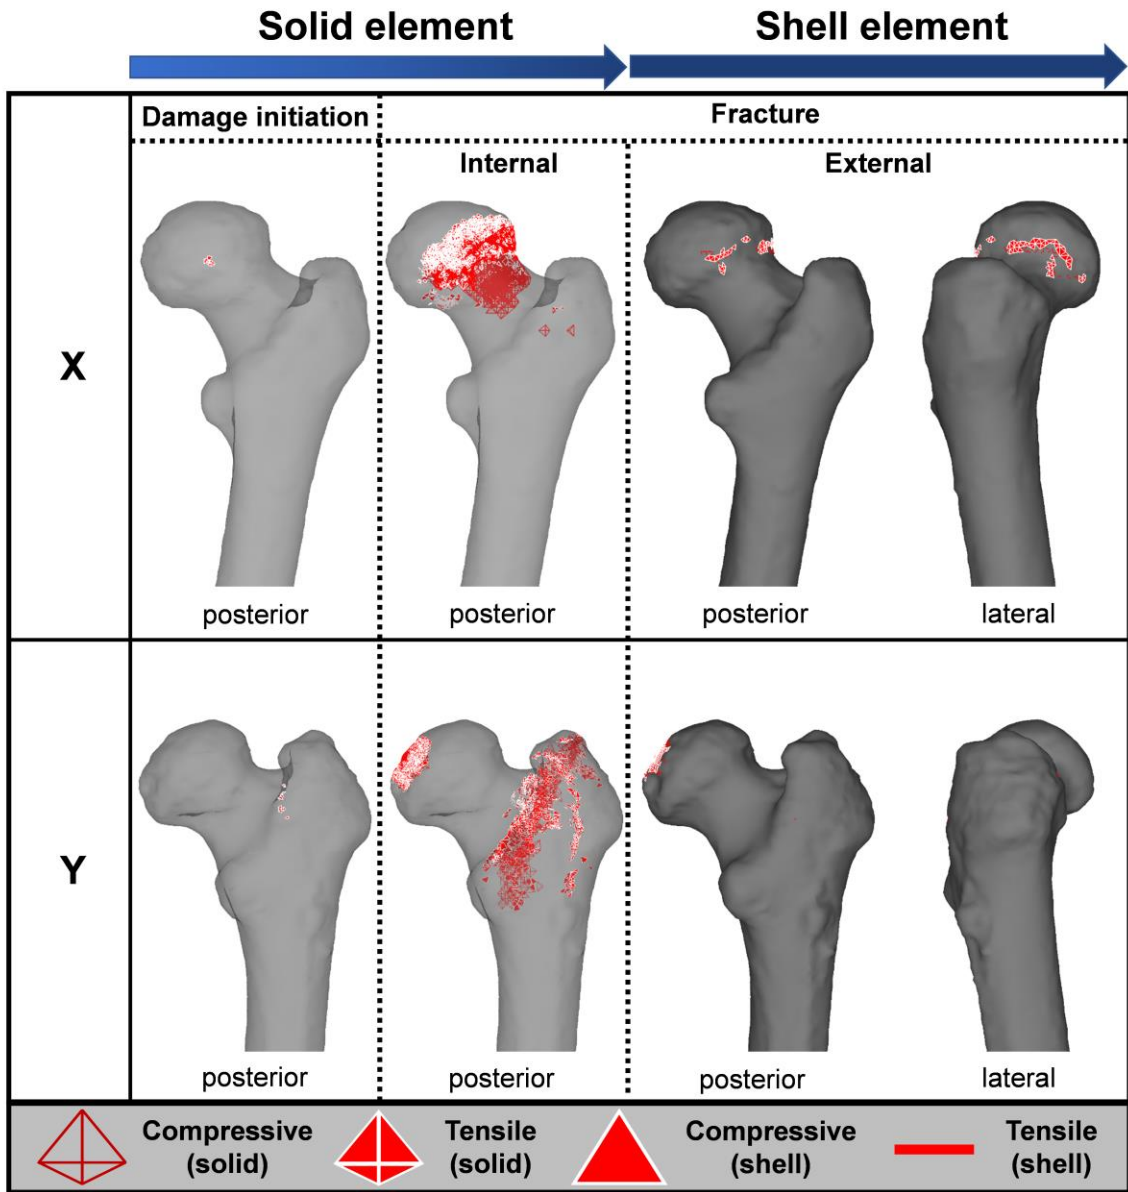 Solid element Shell element
Damage initiation Fracture
Internal External
X
posterior posterior posterior lateral
Y
posterior posterior posterior lateral
Compressive Tensile Compressive Tensile
(solid) (solid) (shell) (shell)